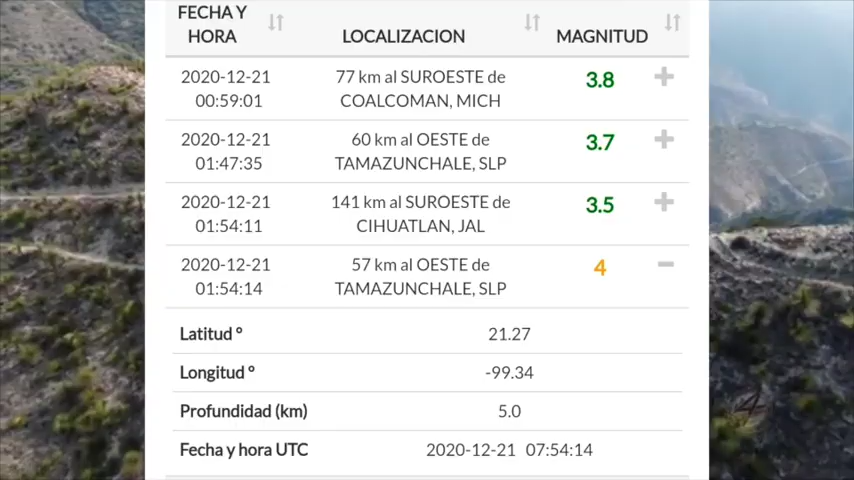 FECHA Y
HORA
LOCALIZACION
MAGNITUD
2020-12-21
00:59:01
77 km al SUROESTE de
COALCOMAN, MICH
3.8
2020-12-21
01:47:35
60 km al OESTE de
TAMAZUNCHALE, SLP
3.7
2020-12-21
01:54:11
141 km al SUROESTE de
CIHUATLAN, JAL
3.5
2020-12-21
01:54:14
57 km al OESTE de
TAMAZUNCHALE, SLP
4
Latitud º 21.27
Longitud º -99.34
Profundidad (km) 5.0
Fecha y hora UTC 2020-12-21 07:54:14